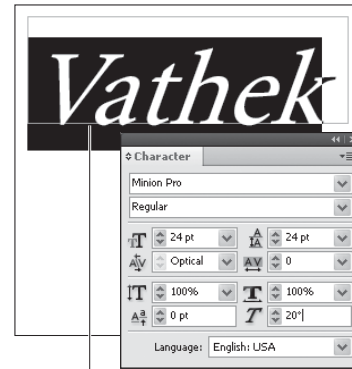 Vathek
Character
Minion Pro
Regular
24 pt 24 pt
Optical 0
100% 100%
0 pt 20°
Language: English: USA